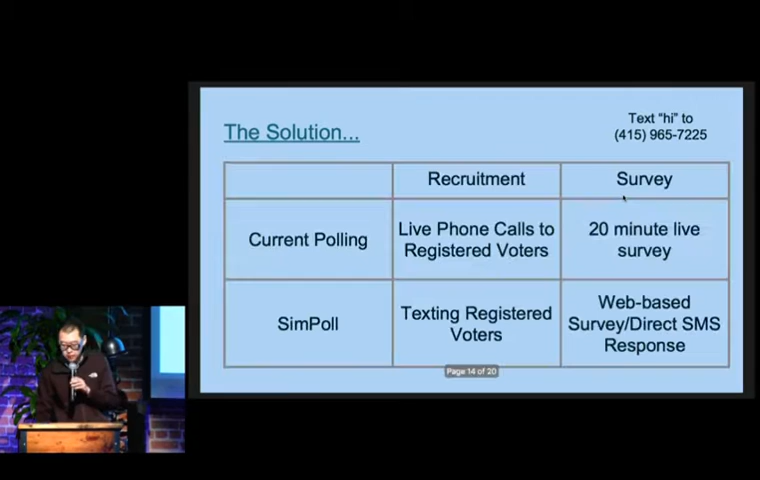 Text “hi” to
(415) 965-7225
The Solution...
Recruitment
Survey
Current Polling
Live Phone Calls to
Registered Voters
20 minute live
survey
SimPoll
Texting Registered
Voters
Web-based
Survey/Direct SMS
Response
Page 14 of 20